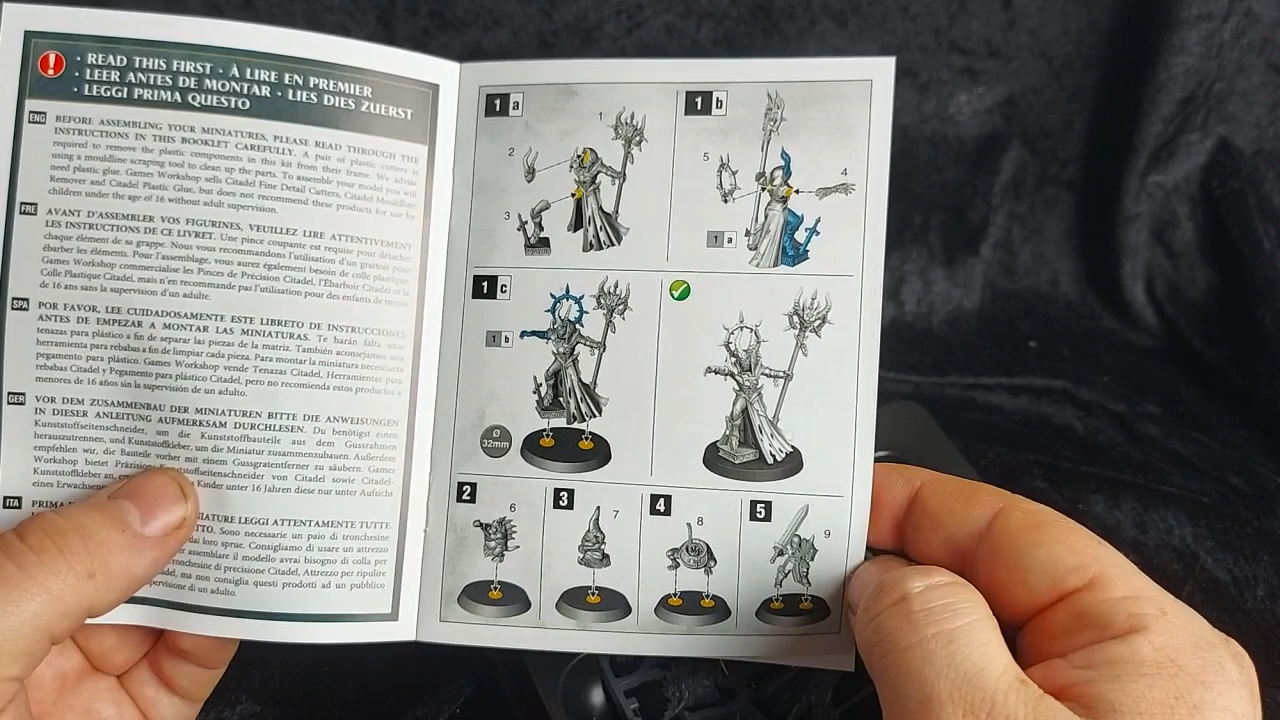 · READ THIS FIRST · À LIRE EN PREMIER
· LEER ANTES DE MONTAR · LIES DIES ZUERST
· LEGGI PRIMA QUESTO
ENG
BEFORE ASSEMBLING YOUR MINIATURES, PLEASE READ THROUGH THE
INSTRUCTIONS IN THIS BOOKLET CAREFULLY. A pair of plastic cutters is
required to remove the plastic components in this kit from their frame. We advise
using a mouldline scraping tool to clean up the parts. To assemble your model you will
need plastic glue. Games Workshop sells Citadel Fine Detail Cutters, Citadel Mouldline
Remover and Citadel Plastic Glue, but does not recommend these products for use by
children under the age of 16 without adult supervision.
FRE
AVANT D'ASSEMBLER VOS FIGURINES, VEUILLEZ LIRE ATTENTIVEMENT
LES INSTRUCTIONS DE CE LIVRET. Une pince coupante est requise pour détacher
chaque élément de sa grappe. Nous vous recommandons l'utilisation d'un grattoir pour
ébarber les éléments. Pour l'assemblage, vous aurez également besoin de colle plastique.
Games Workshop commercialise les Pinces de Précision Citadel, l'Ébarboir Citadel et la
Colle Plastique Citadel, mais n'en recommande pas l'utilisation pour des enfants de moins
de 16 ans sans la supervision d'un adulte.
SPA
POR FAVOR, LEE CUIDADOSAMENTE ESTE LIBRETO DE INSTRUCCIONES
ANTES DE EMPEZAR A MONTAR LAS MINIATURAS. Te harán falta unas
tenazas para plástico a fin de separar las piezas de la matriz. También aconsejamos una
herramienta para rebabas a fin de limpiar cada pieza. Para montar la miniatura necesitarás
pegamento para plástico. Games Workshop vende Tenazas Citadel, Herramientas para
rebabas Citadel y Pegamento para plástico Citadel, pero no recomienda estos productos a
menores de 16 años sin la supervisión de un adulto.
GER
VOR DEM ZUSAMMENBAU DER MINIATUREN BITTE DIE ANWEISUNGEN
IN DIESER ANLEITUNG AUFMERKSAM DURCHLESEN. Du benötigst einen
Kunststoffseitenschneider, um die Kunststoffbauteile aus dem Gussrahmen
herauszutrennen, und Kunststoffkleber, um die Miniatur zusammenzubauen. Außerdem
empfehlen wir, die Bauteile vorher mit einem Gussgratentferner zu säubern. Games
Workshop bietet Präzisions-Kunststoffseitenschneider von Citadel sowie Citadel-
Kunststoffkleber an, Kinder unter 16 Jahren diese nur unter Aufsicht
eines Erwachsenen
ITA
PRIMA MINIATURE LEGGI ATTENTAMENTE TUTTE
Sono necessarie un paio di tronchesine
dai loro sprue. Consigliamo di usare un attrezzo
per assemblare il modello avrai bisogno di colla per
Tronchesine di precisione Citadel, Attrezzo per ripulire
ma non consiglia questi prodotti ad un pubblico
supervisione di un adulto.
1 a
1
2
3
1 b
5
4
1 a
1 c
1 b
Ø
32mm
2
6
3
7
4
8
5
9